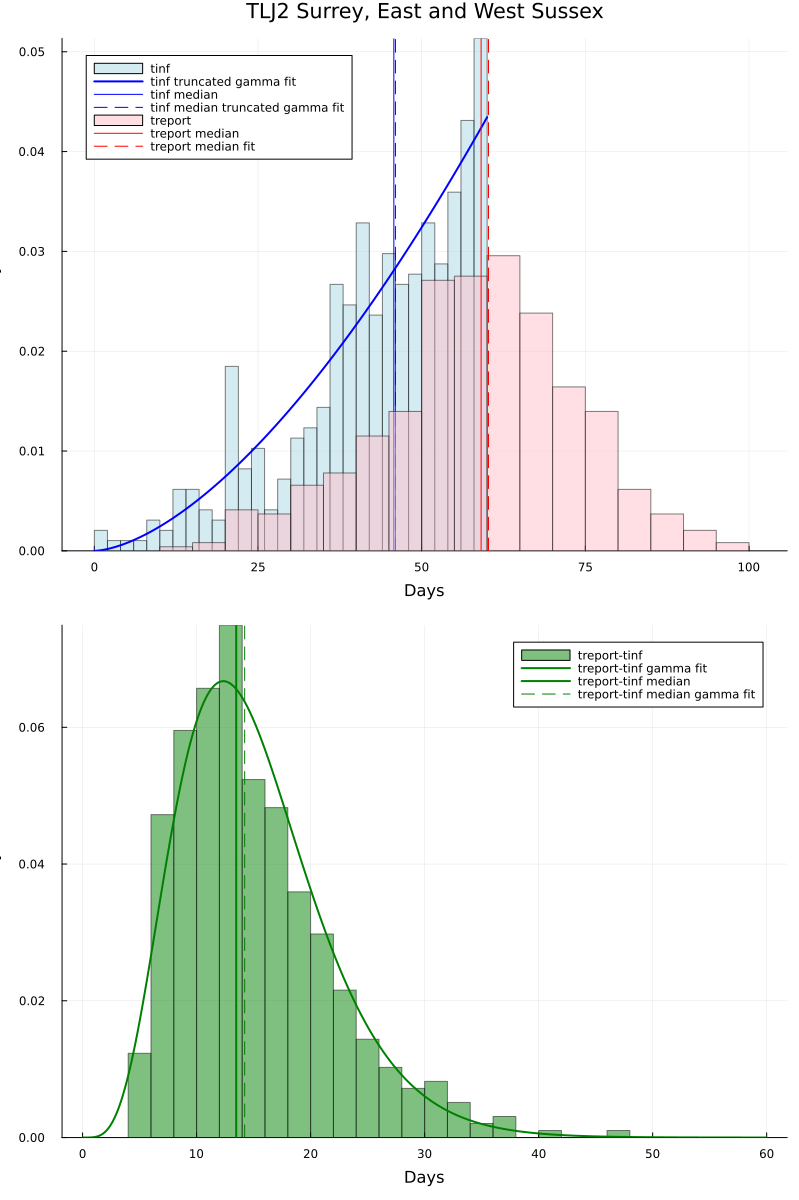 TLJ2 Surrey, East and West Sussex
0.05
0.04
0.03
0.02
0.01
0.00
tinf
tinf truncated gamma fit
tinf median
tinf median truncated gamma fit
treport
treport median
treport median fit
0 25 50 75 100
Days
0.06
0.04
0.02
0.00
treport-tinf
treport-tinf gamma fit
treport-tinf median
treport-tinf median gamma fit
0 10 20 30 40 50 60
Days